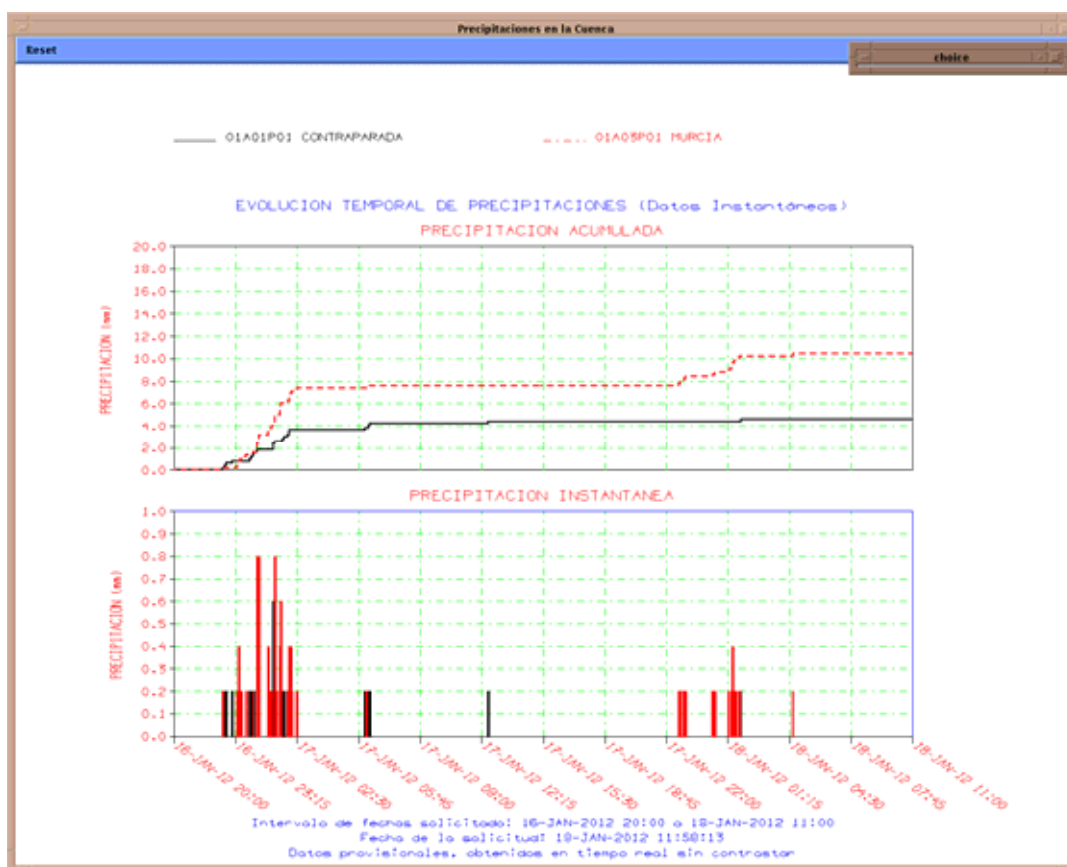 Precipitaciones en la Cuenca
Reset
choice
01A01P01 CONTRAPARADA
01A03P01 MURCIA
EVOLUCION TEMPORAL DE PRECIPITACIONES (Datos Instantáneos)
PRECIPITACION ACUMULADA
20.0
18.0
16.0
14.0
12.0
10.0
8.0
6.0
4.0
2.0
0.0
PRECIPITACION (mm)
PRECIPITACION INSTANTANEA
1.0
0.9
0.8
0.7
0.6
0.5
0.4
0.3
0.2
0.1
0.0
PRECIPITACION (mm)
16-JAN-12 20:00
16-JAN-12 23:15
17-JAN-12 02:30
17-JAN-12 05:45
17-JAN-12 09:00
17-JAN-12 12:15
17-JAN-12 15:30
17-JAN-12 18:45
17-JAN-12 22:00
18-JAN-12 01:15
18-JAN-12 04:30
18-JAN-12 07:45
18-JAN-12 11:00
Intervalo de fechas solicitado: 16-JAN-2012 20:00 a 18-JAN-2012 11:00
Fecha de la solicitud: 18-JAN-2012 11:58:13
Datos provisionales, obtenidos en tiempo real sin contrastar